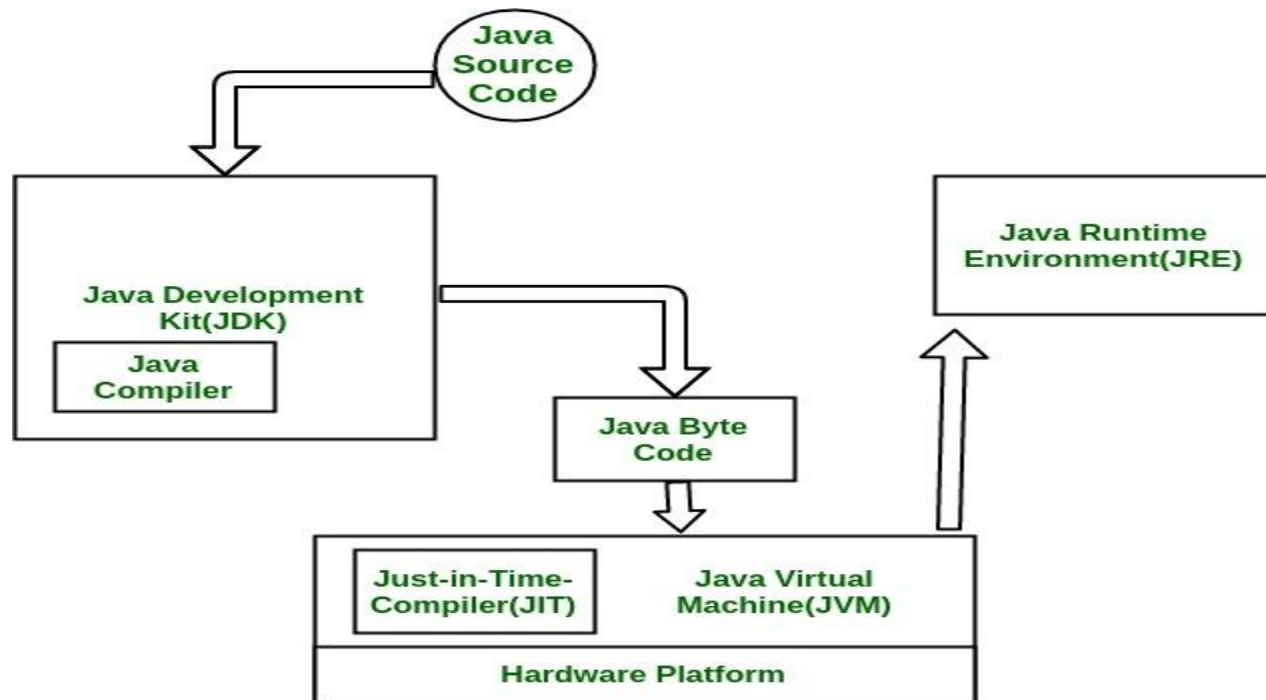 Java
Source
Code
Java Development
Kit(JDK)
Java
Compiler
Java Runtime
Environment(JRE)
Java Byte
Code
Just-in-Time-
Compiler(JIT)
Java Virtual
Machine(JVM)
Hardware Platform